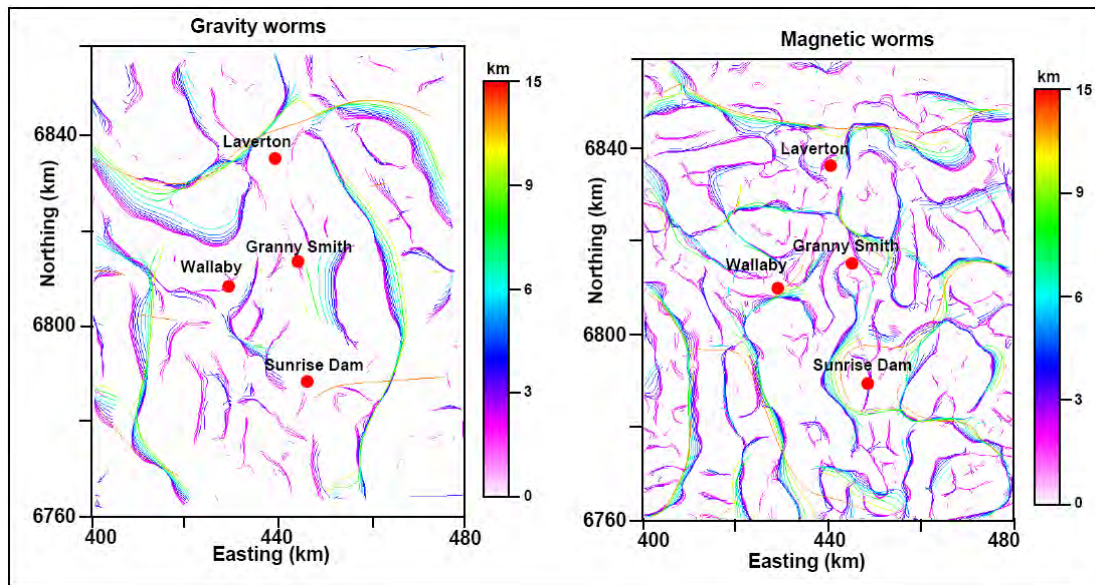 Gravity worms
km
15
12
9
6
3
0
Northing (km)
6840
6800
6760
400
440
480
Easting (km)
Laverton
Granny Smith
Wallaby
Sunrise Dam
Magnetic worms
km
15
9
6
3
0
Northing (km)
6840
6800
6760
400
440
480
Easting (km)
Laverton
Granny Smith
Wallaby
Sunrise Dam